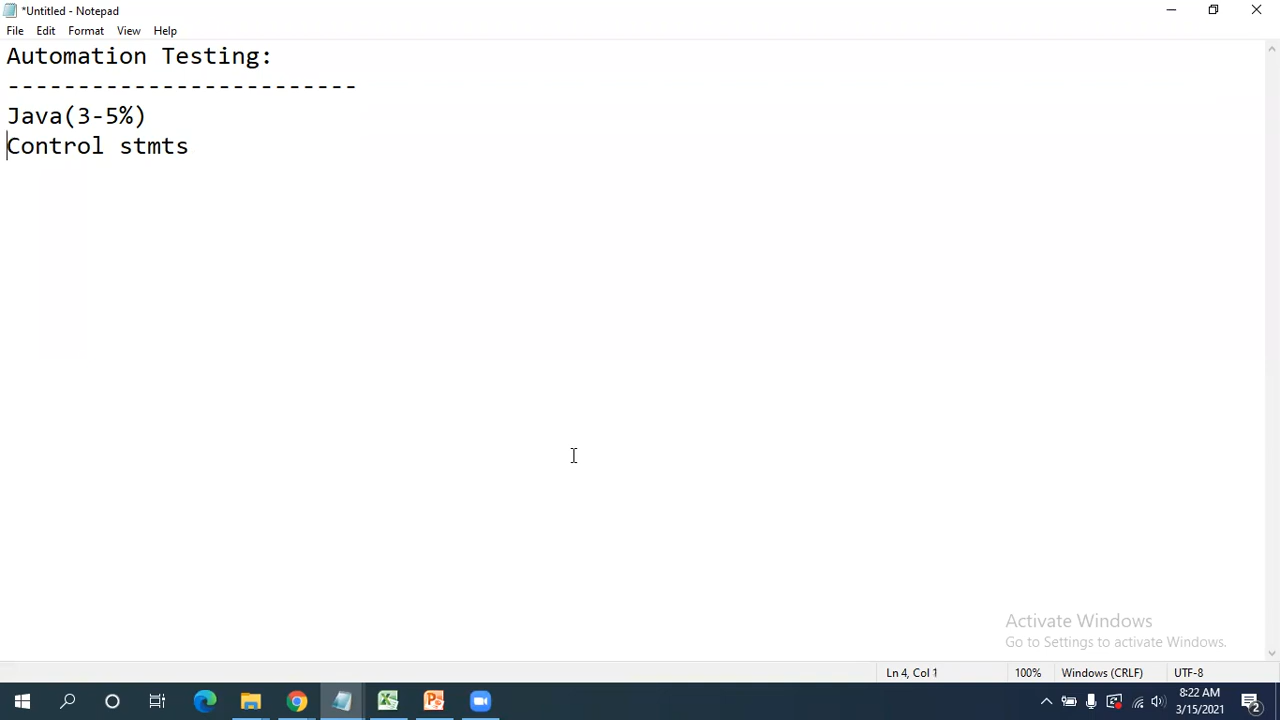 *Untitled - Notepad
File Edit Format View Help
Automation Testing:
-------------------------
Java(3-5%)
Control stmts
Activate Windows
Go to Settings to activate Windows.
Ln 4, Col 1 100% Windows (CRLF) UTF-8
8:22 AM
3/15/2021
2